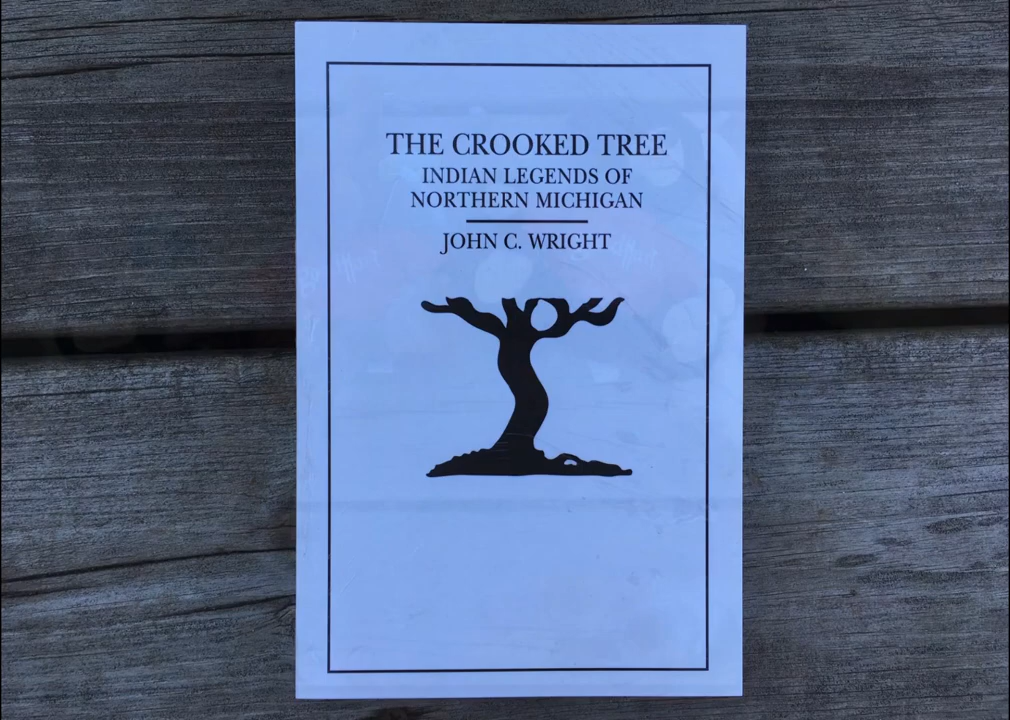 THE CROOKED TREE
INDIAN LEGENDS OF
NORTHERN MICHIGAN
JOHN C. WRIGHT